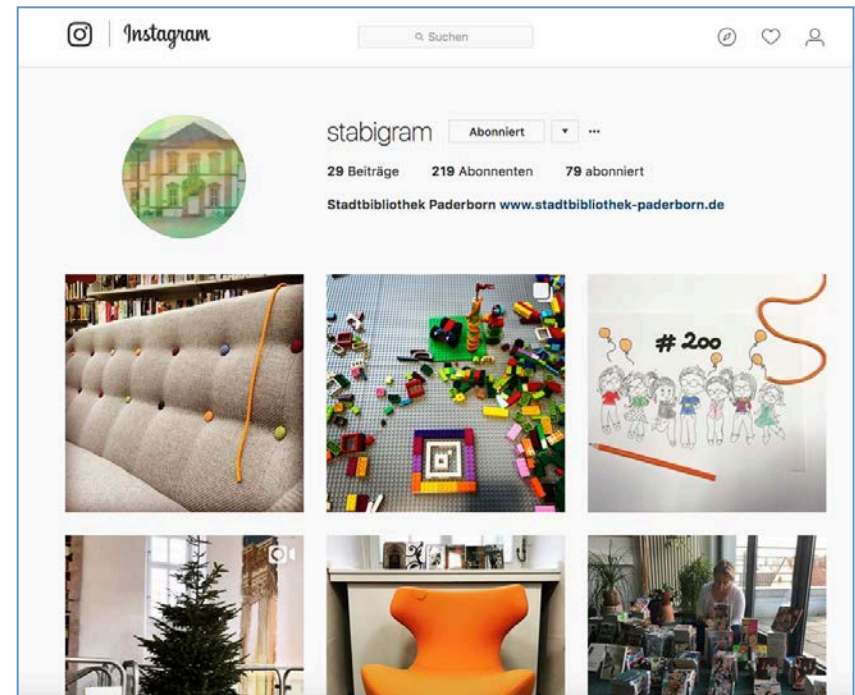 Instagram
Suchen
stabigram Abonniert
29 Beiträge 219 Abonnenten 79 abonniert
Stadtbibliothek Paderborn www.stadtbibliothek-paderborn.de
# 200